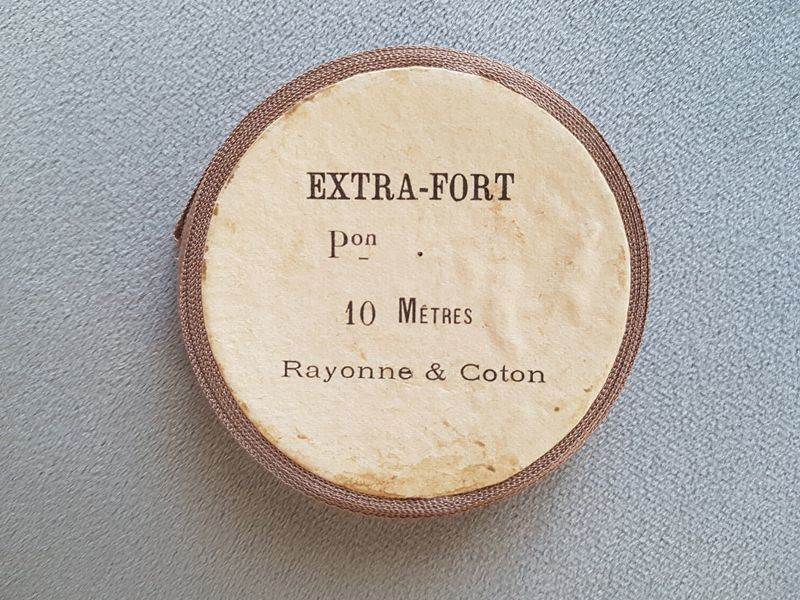 EXTRA-FORT
Pon .
10 MÈTRES
Rayonne & Coton